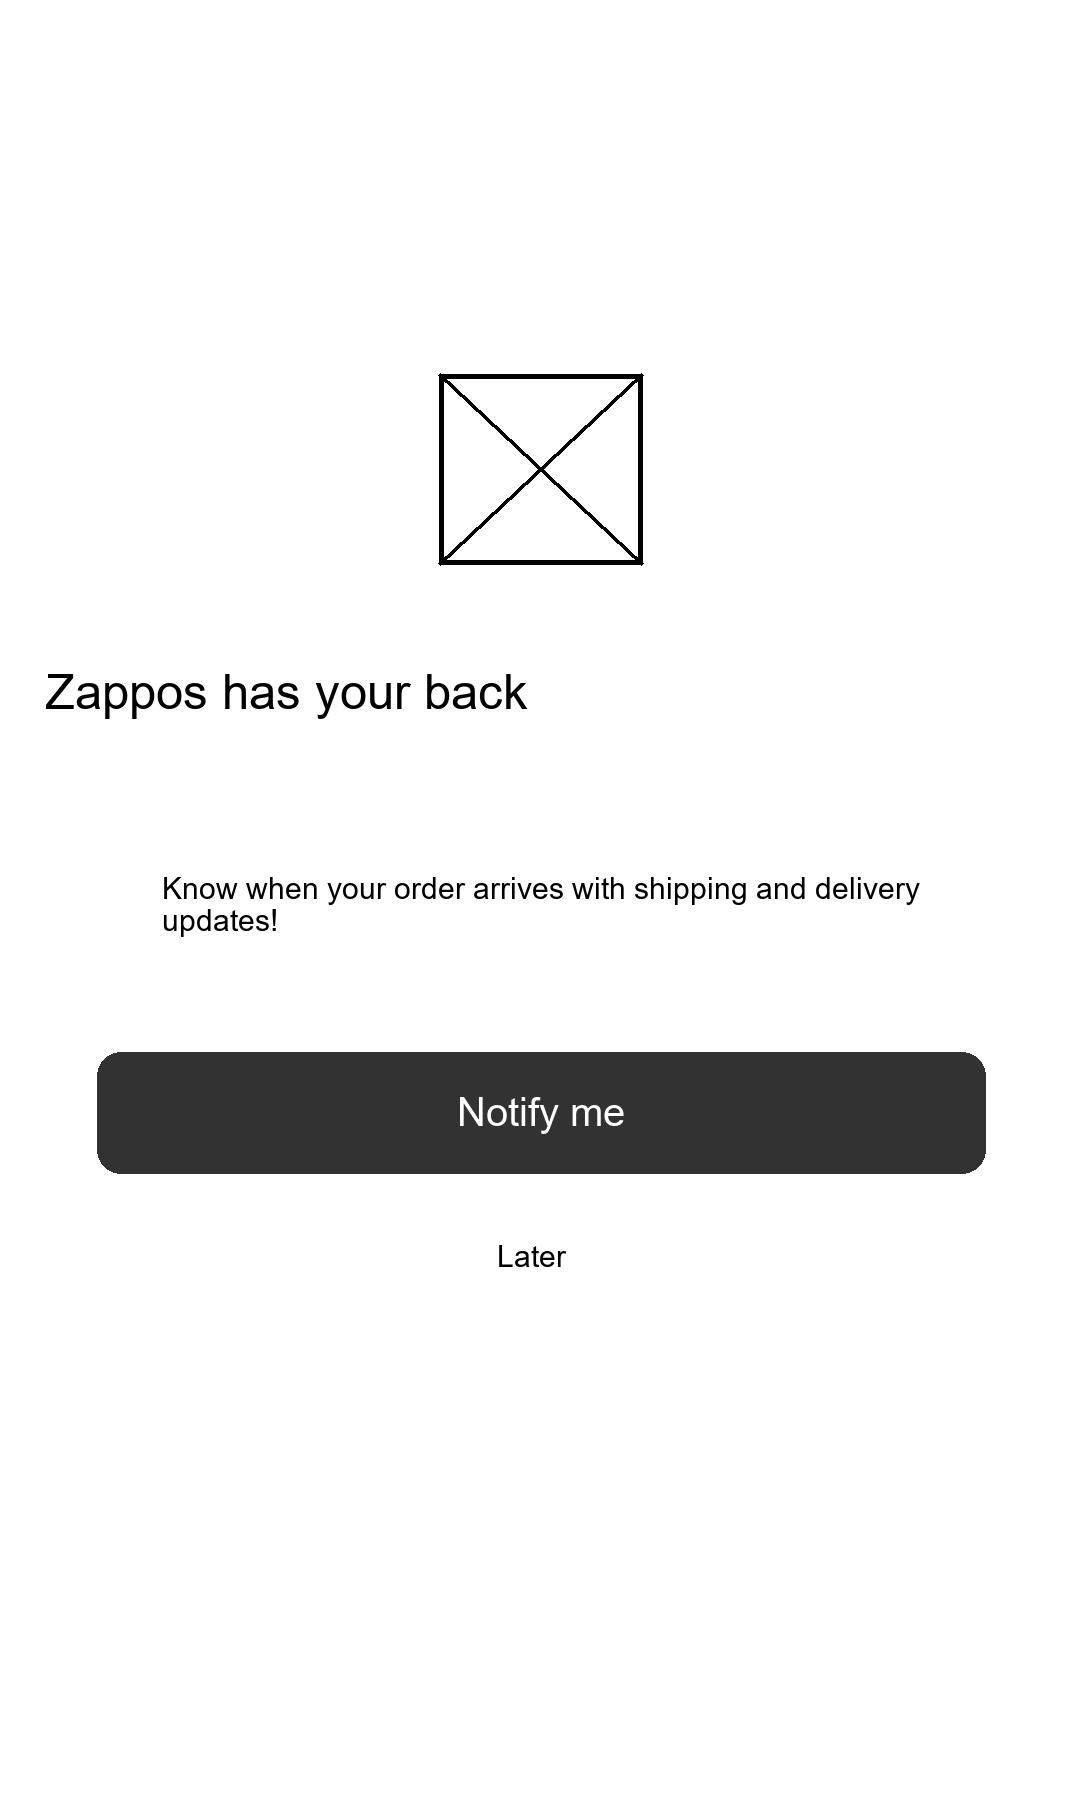 Zappos has your back
Know when your order arrives with shipping and delivery
updates!
Notify me
Later